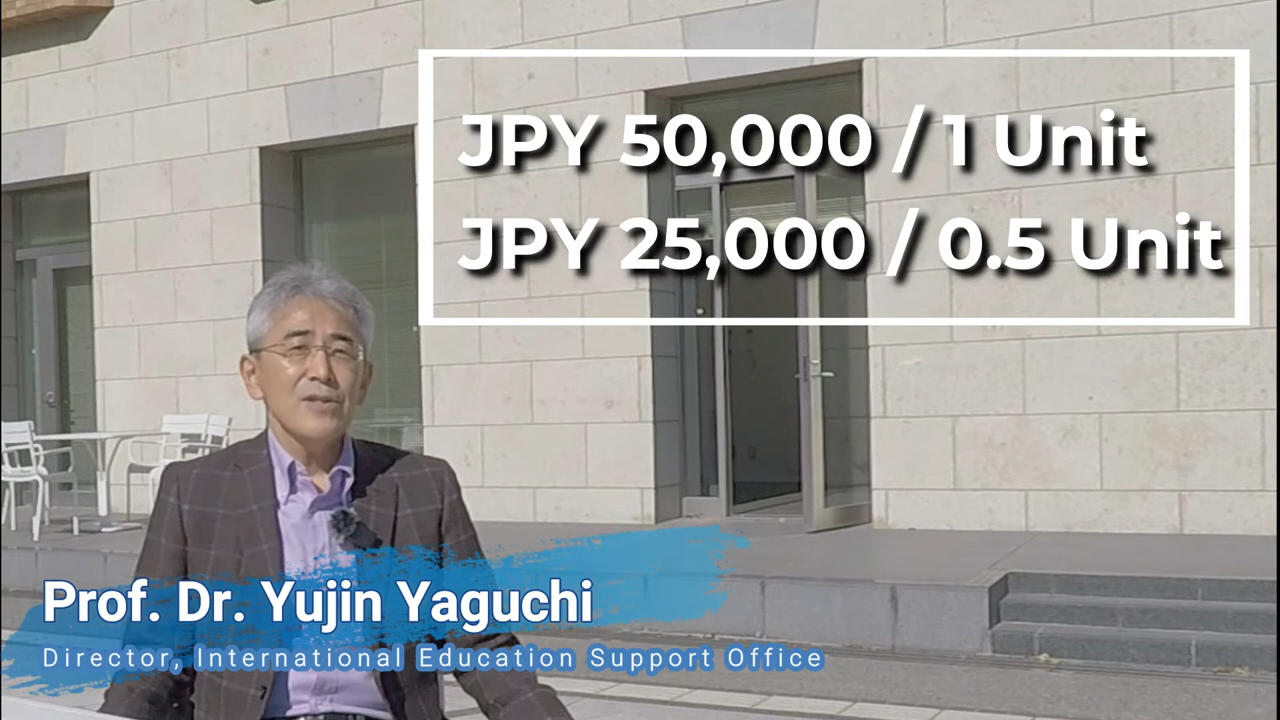 JPY 50,000 / 1 Unit
JPY 25,000 / 0.5 Unit
Prof. Dr. Yujin Yaguchi
Director, International Education Support Office